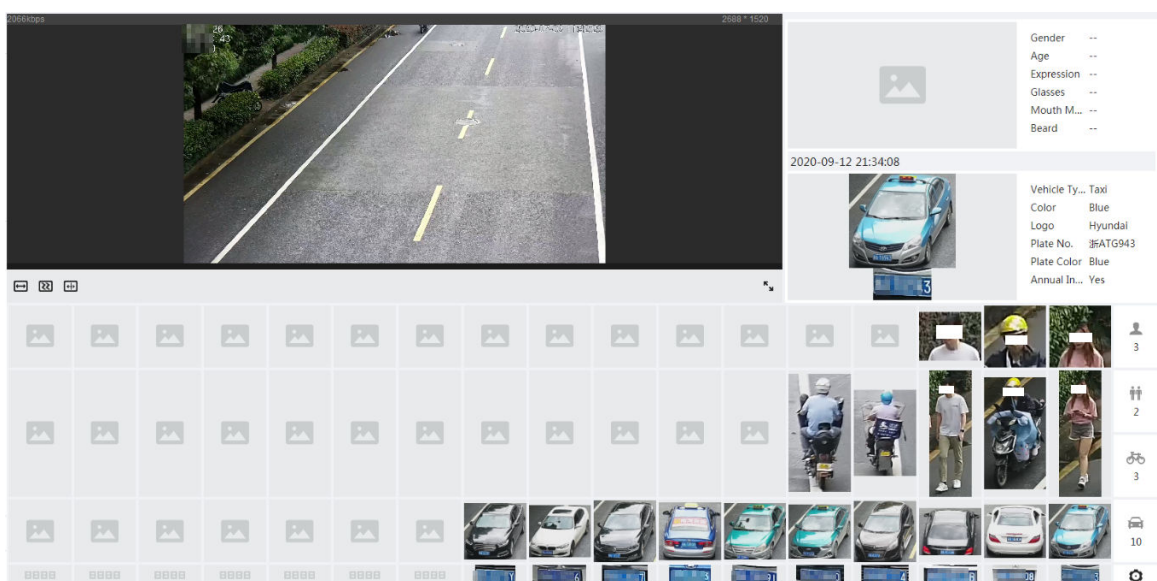 2066kbps
2688 * 1520
Gender --
Age --
Expression --
Glasses --
Mouth M... --
Beard --
2020-09-12 21:34:08
Vehicle Ty... Taxi
Color Blue
Logo Hyundai
Plate No. 浙ATG943
Plate Color Blue
Annual In... Yes
3
3
2
3
10